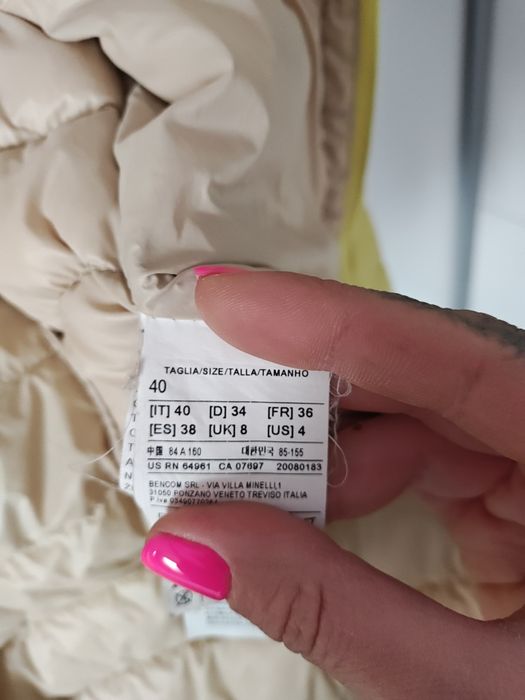 TAGLIA/SIZE/TALLA/TAMANHO
40
[IT] 40 [D] 34 [FR] 36
[ES] 38 [UK] 8 [US] 4
中国 84 A 160 대한민국 85-155
US RN 64961 CA 07697 20080183
BENCOM SRL - VIA VILLA MINELLI,1
31050 PONZANO VENETO TREVISO ITALIA
P.Iva